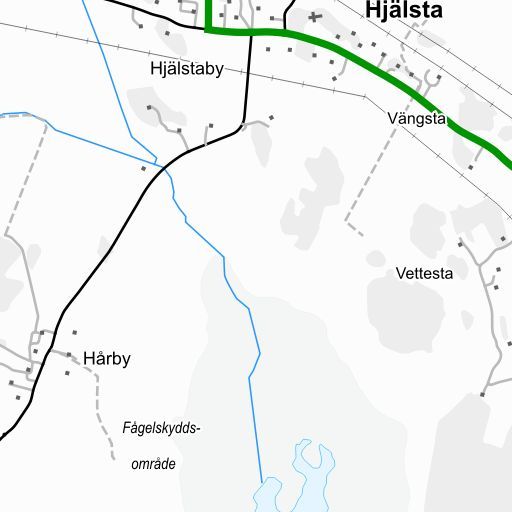 Hjälsta
Hjälstaby
Vängsta
Vettesta
Hårby
Fågelskydds-
område